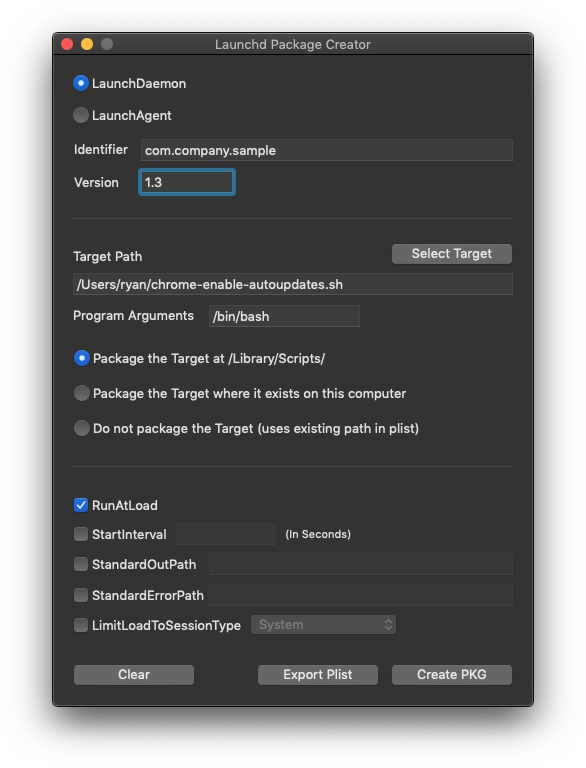 Launchd Package Creator
LaunchDaemon
LaunchAgent
Identifier com.company.sample
Version 1.3
Target Path Select Target
/Users/ryan/chrome-enable-autoupdates.sh
Program Arguments /bin/bash
Package the Target at /Library/Scripts/
Package the Target where it exists on this computer
Do not package the Target (uses existing path in plist)
RunAtLoad
StartInterval (In Seconds)
StandardOutPath
StandardErrorPath
LimitLoadToSessionType System
Clear Export Plist Create PKG